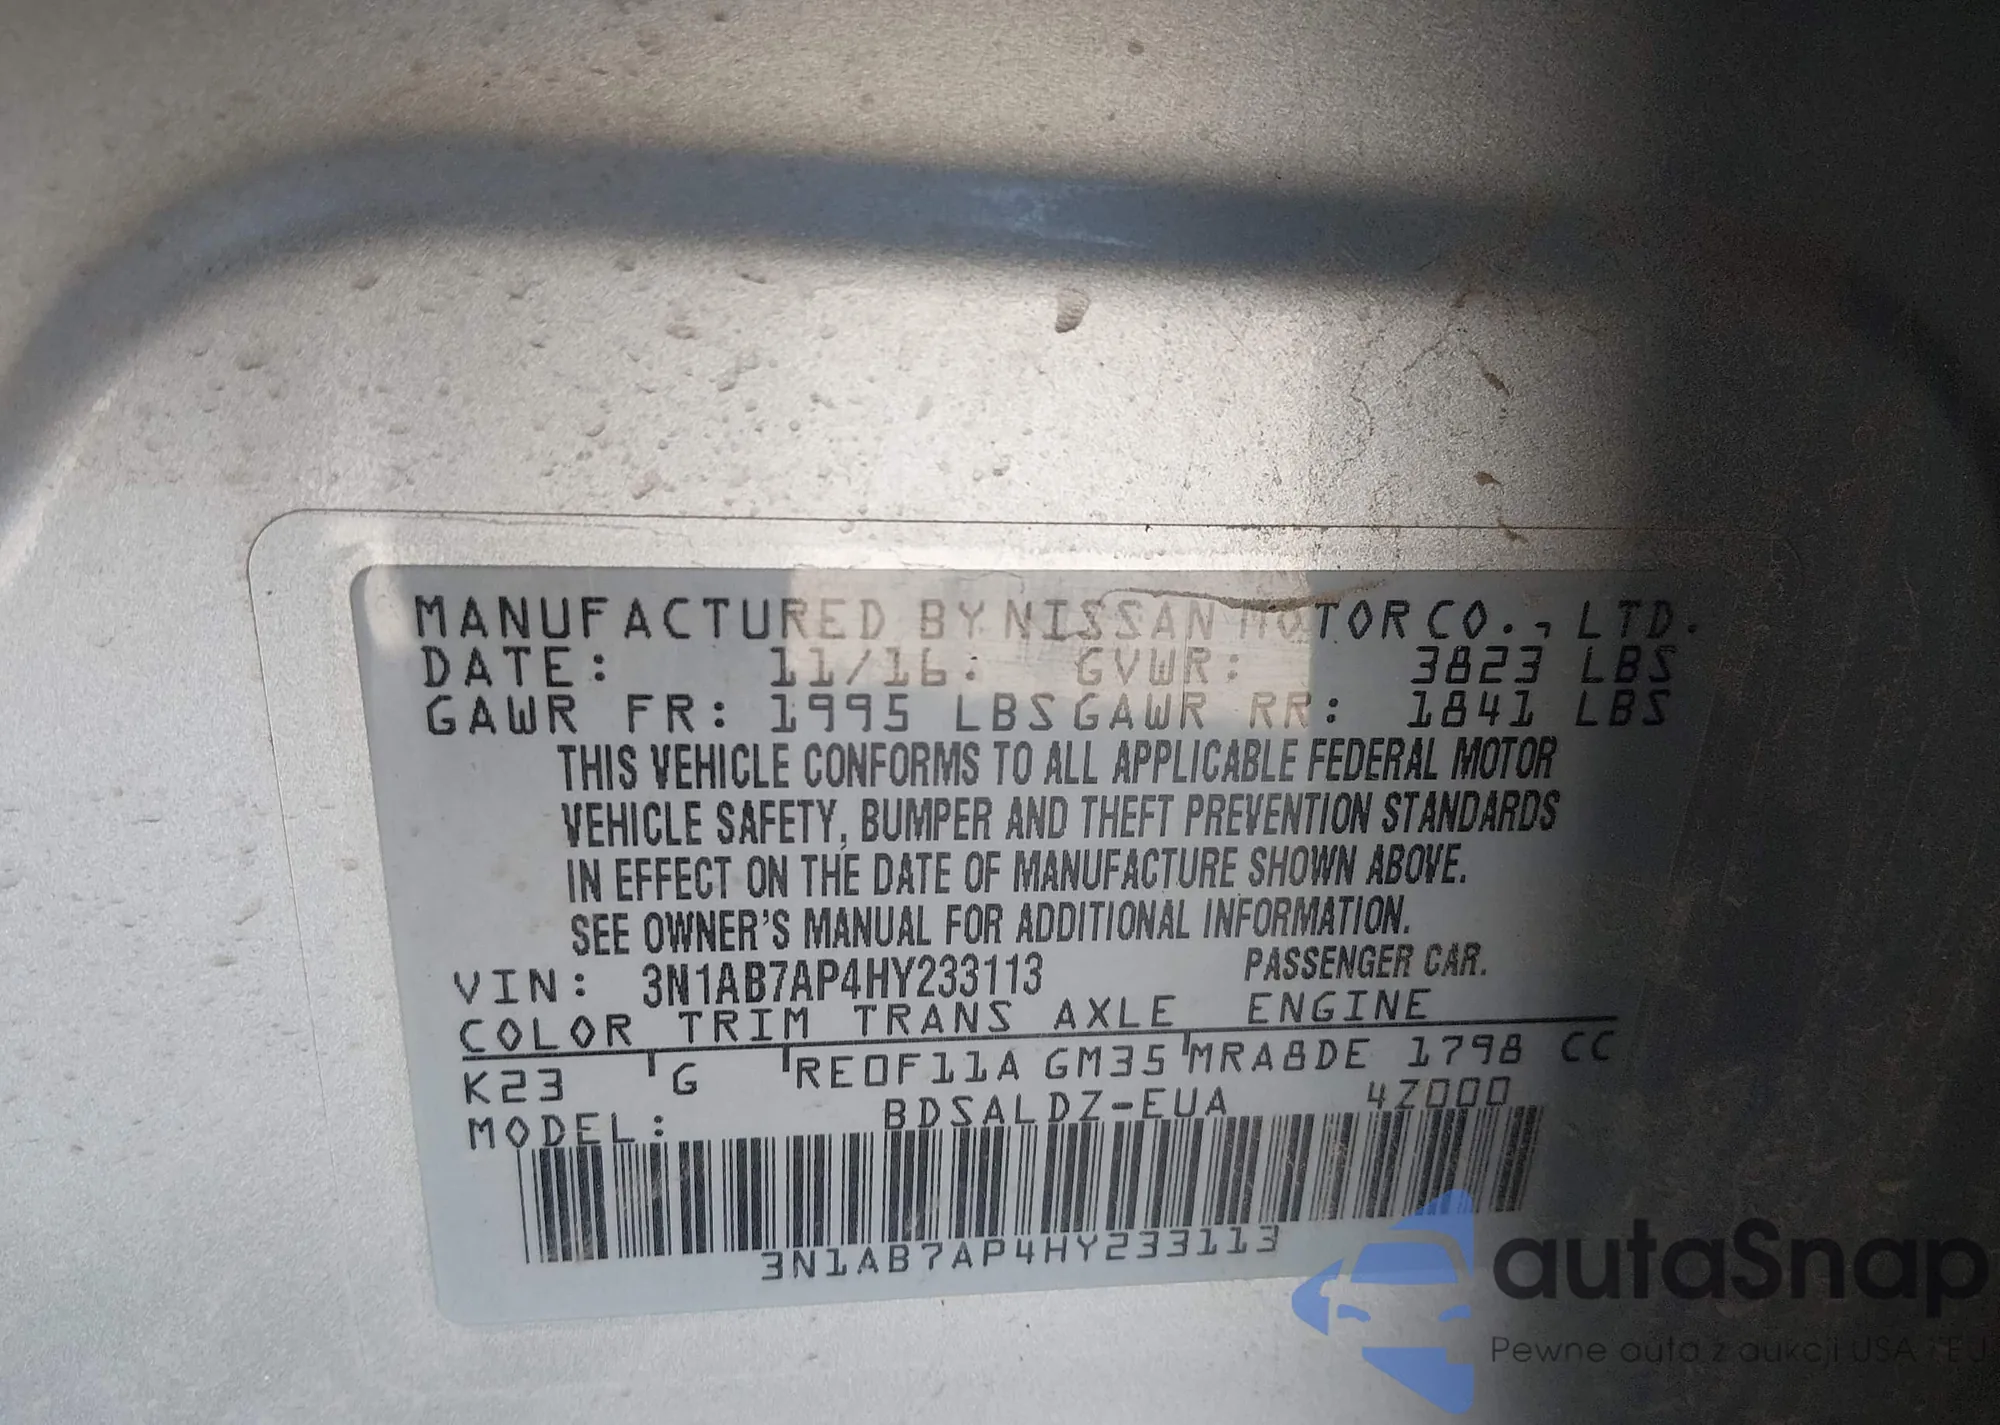 MANUFACTURED BY NISSAN MOTOR CO., LTD.
DATE: 11/16 GVWR: 3823 LBS
GAWR FR: 1995 LBS GAWR RR: 1841 LBS
THIS VEHICLE CONFORMS TO ALL APPLICABLE FEDERAL MOTOR
VEHICLE SAFETY, BUMPER AND THEFT PREVENTION STANDARDS
IN EFFECT ON THE DATE OF MANUFACTURE SHOWN ABOVE.
SEE OWNER'S MANUAL FOR ADDITIONAL INFORMATION.
VIN: 3N1AB7AP4HY233113 PASSENGER CAR.
COLOR TRIM TRANS AXLE ENGINE
K23 G RE0F11A GM35 MRA8DE 1798 CC
MODEL: BDSALDZ-EUA 4Z000
3N1AB7AP4HY233113
autaSnap
Pewne auta z aukcji USA i EU